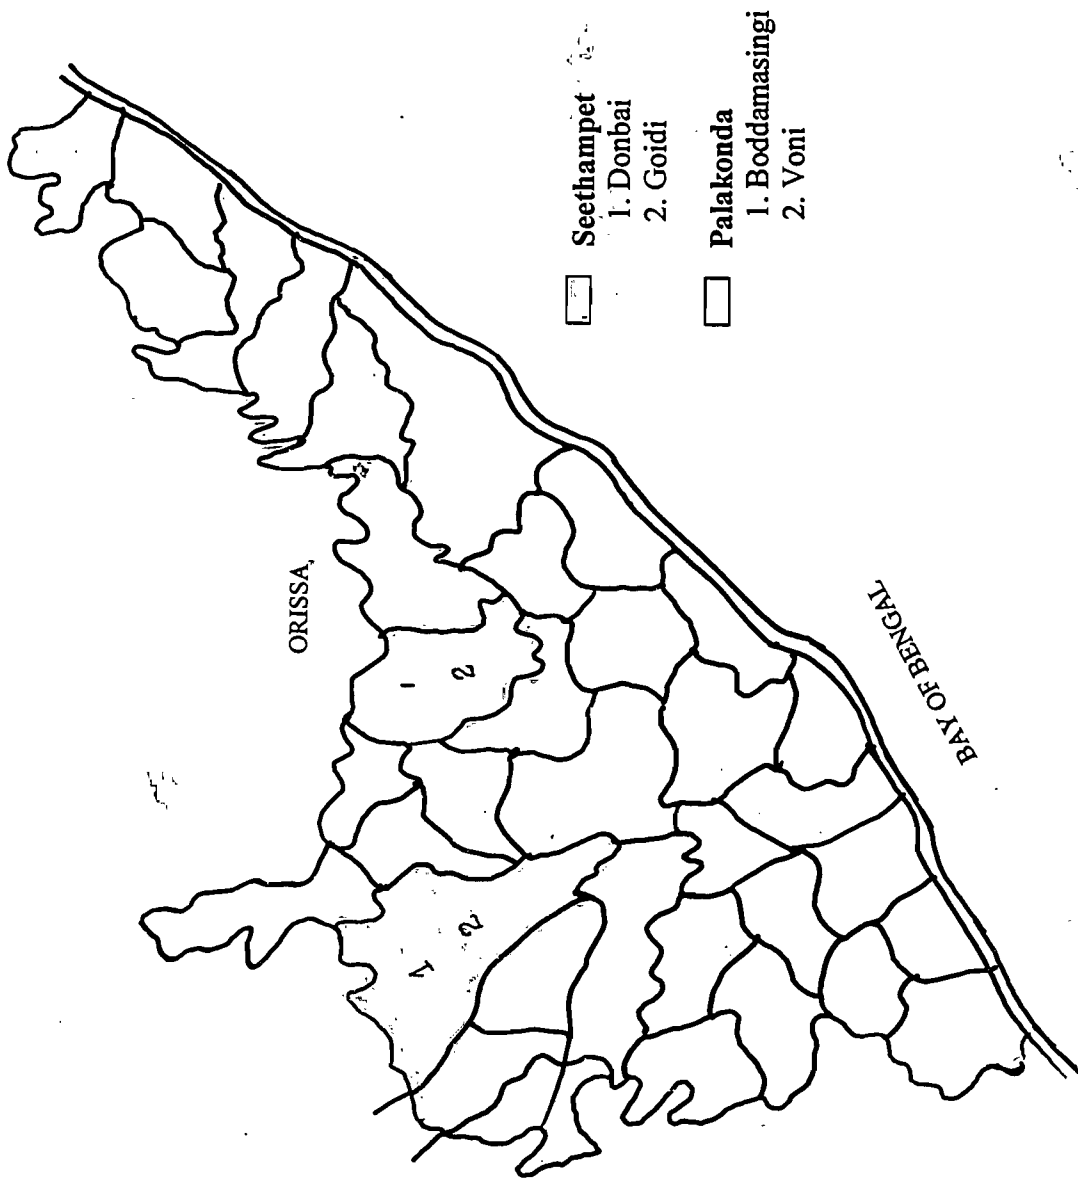 ORISSA
1
2
1
2
BAY OF BENGAL
Seethampet
1. Donbai
2. Goidi
Palakonda
1. Boddamasingi
2. Voni